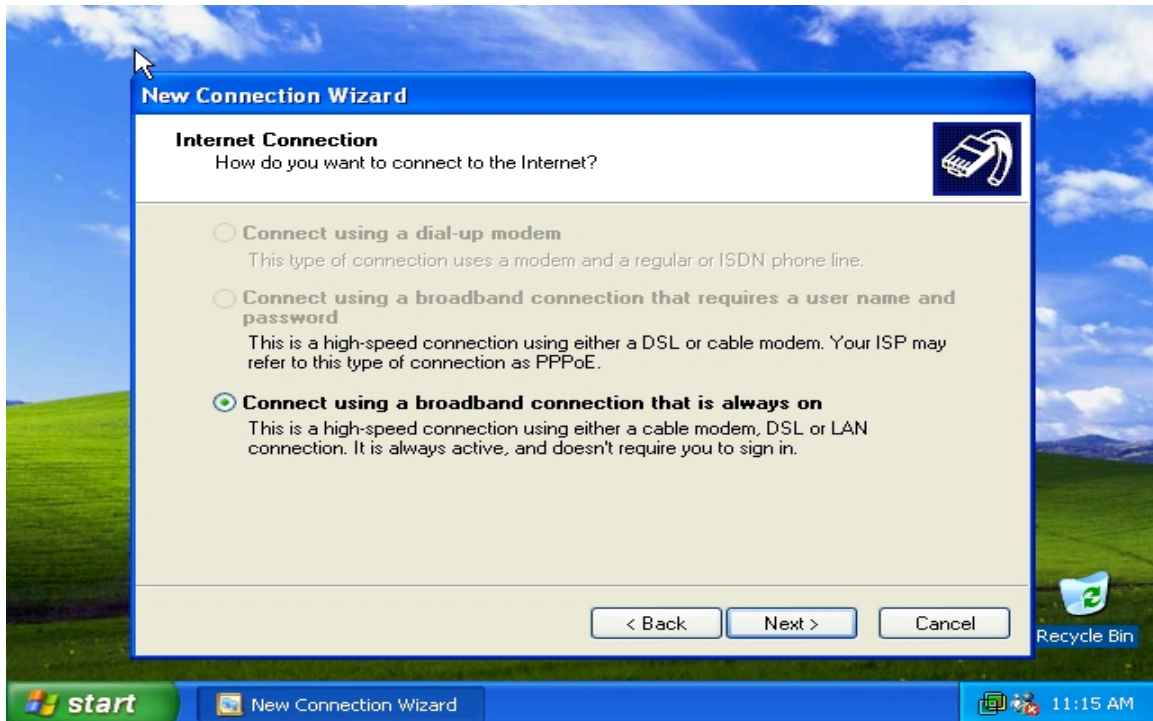 New Connection Wizard
Internet Connection
How do you want to connect to the Internet?
Connect using a dial-up modem
This type of connection uses a modem and a regular or ISDN phone line.
Connect using a broadband connection that requires a user name and
password
This is a high-speed connection using either a DSL or cable modem. Your ISP may
refer to this type of connection as PPPoE.
Connect using a broadband connection that is always on
This is a high-speed connection using either a cable modem, DSL or LAN
connection. It is always active, and doesn't require you to sign in.
< Back
Next >
Cancel
Recycle Bin
start
New Connection Wizard
11:15 AM